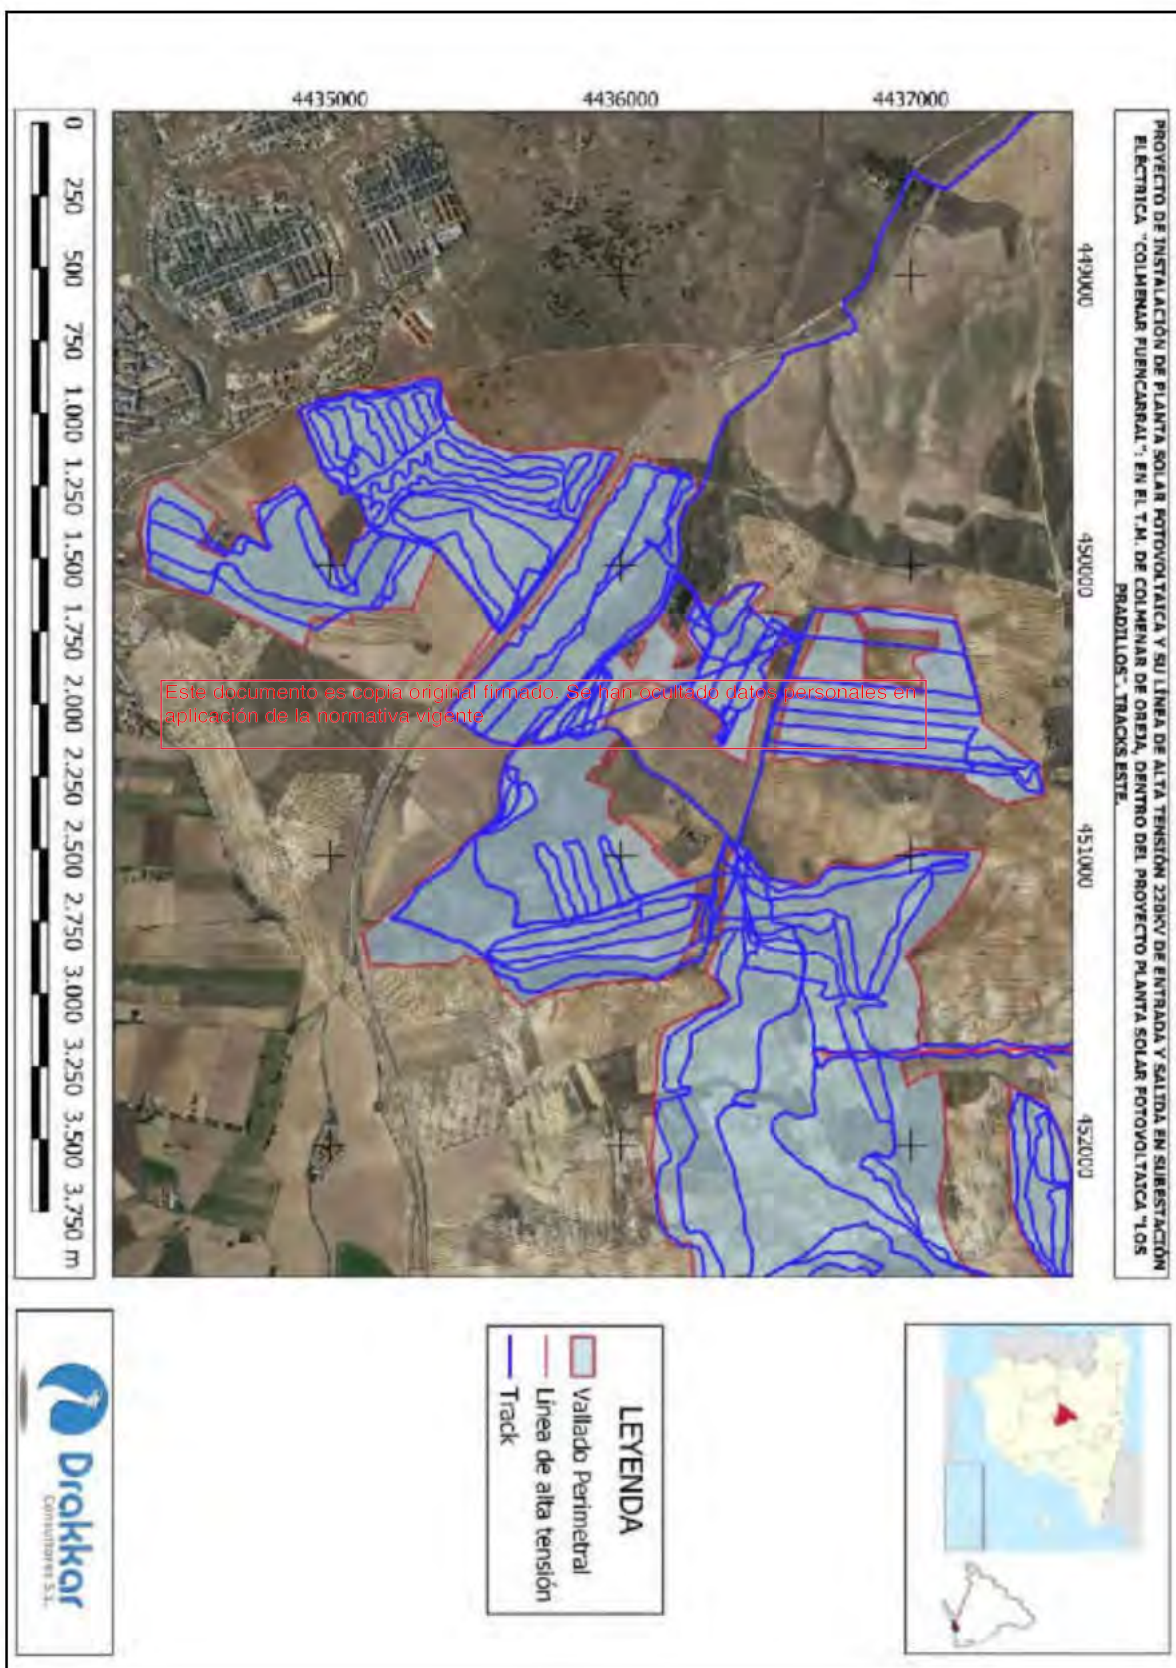 PROYECTO DE INSTALACIÓN DE PLANTA SOLAR FOTOVOLTAICA Y SU LÍNEA DE ALTA TENSIÓN 220KV DE ENTRADA Y SALIDA EN SUBESTACIÓN
ELÉCTRICA "COLMENAR FUENCARRAL"; EN EL T.M. DE COLMENAR DE OREJA, DENTRO DEL PROYECTO PLANTA SOLAR FOTOVOLTAICA "LOS
PRADILLOS". TRACKS ESTE.
449000
450000
451000
452000
4437000
4436000
4435000
Este documento es copia original firmado. Se han ocultado datos personales en
aplicación de la normativa vigente
0 250 500 750 1.000 1.250 1.500 1.750 2.000 2.250 2.500 2.750 3.000 3.250 3.500 3.750 m
LEYENDA
Vallado Perimetral
Línea de alta tensión
Track
Drakkar
Consultores S.L.